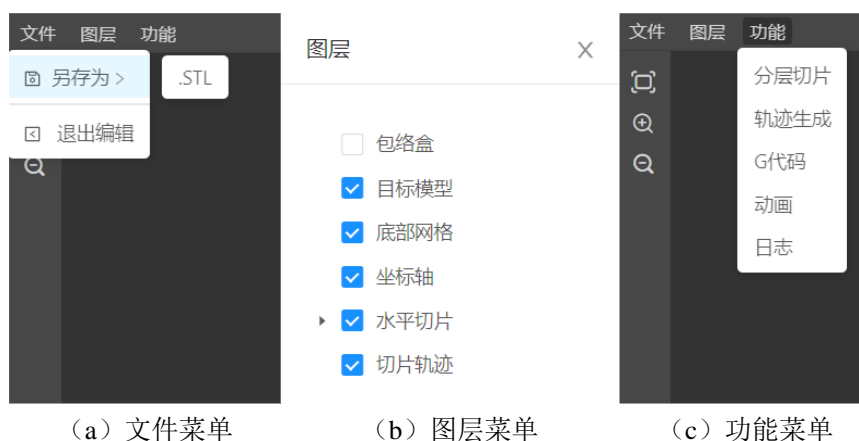 文件 图层 功能
另存为 >
.STL
退出编辑
(a)文件菜单
图层
包络盒
目标模型
底部网格
坐标轴
水平切片
切片轨迹
(b)图层菜单
文件 图层 功能
分层切片
轨迹生成
G代码
动画
日志
(c)功能菜单